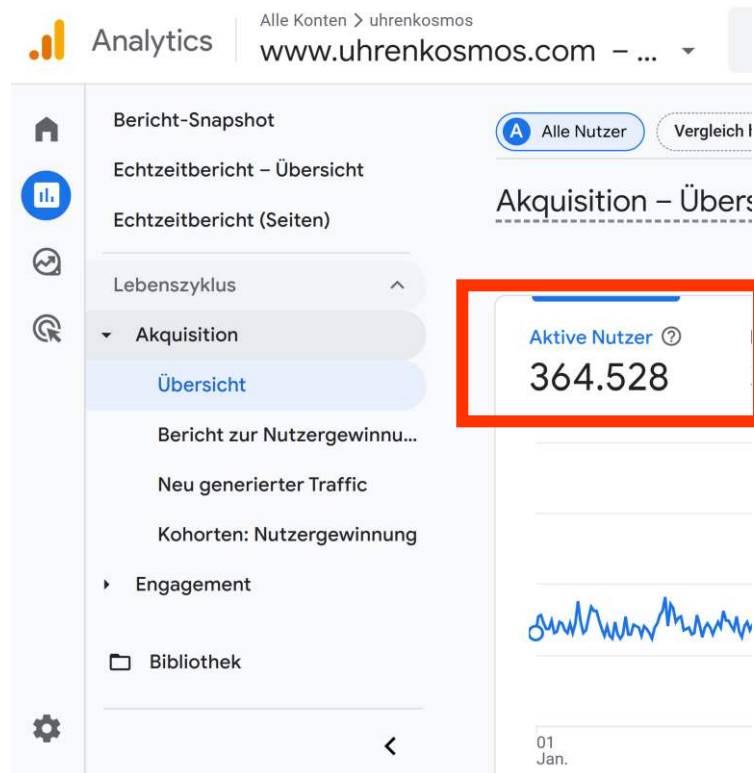 Analytics
Alle Konten > uhrenkosmos
www.uhrenkosmos.com – ...
Bericht-Snapshot
Echtzeitbericht – Übersicht
Echtzeitbericht (Seiten)
Lebenszyklus
Akquisition
Übersicht
Bericht zur Nutzergewinnu...
Neu generierter Traffic
Kohorten: Nutzergewinnung
Engagement
Bibliothek
A Alle Nutzer
Vergleich
Akquisition –
Aktive Nutzer
364.528
01
Jan.